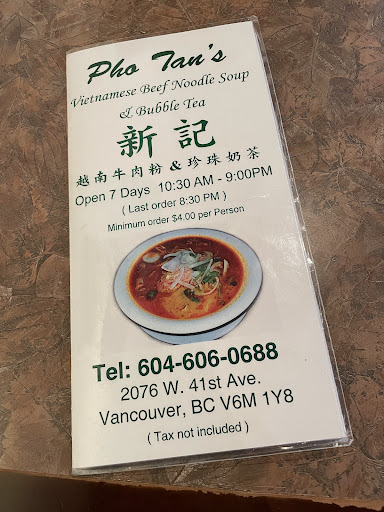 Pho Tan's
Vietnamese Beef Noodle Soup
& Bubble Tea
新記
越南牛肉粉&珍珠奶茶
Open 7 Days 10:30 AM - 9:00PM
( Last order 8:30 PM )
Minimum order $4.00 per Person
Tel: 604-606-0688
2076 W. 41st Ave.
Vancouver, BC V6M 1Y8
( Tax not included )